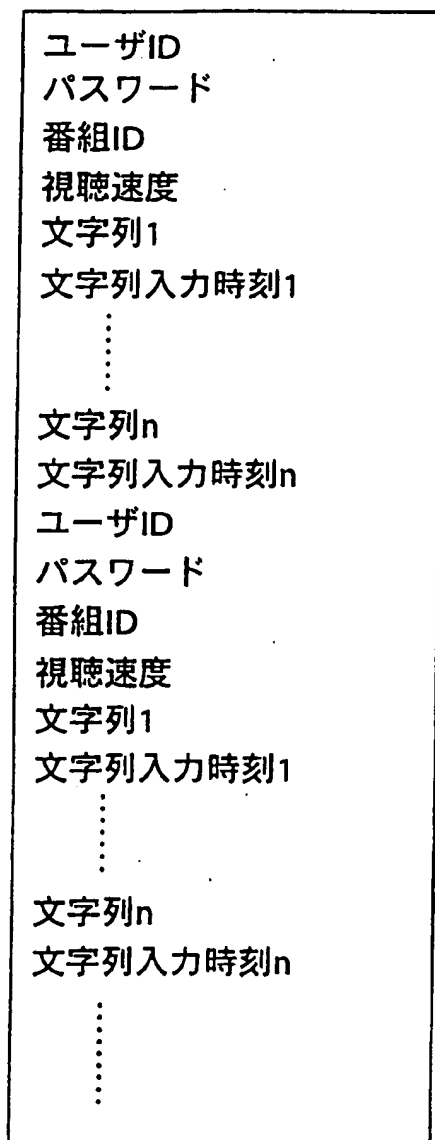 ユーザID
パスワード
番組ID
視聴速度
文字列1
文字列入力時刻1
⋮
文字列n
文字列入力時刻n
ユーザID
パスワード
番組ID
視聴速度
文字列1
文字列入力時刻1
⋮
文字列n
文字列入力時刻n
⋮